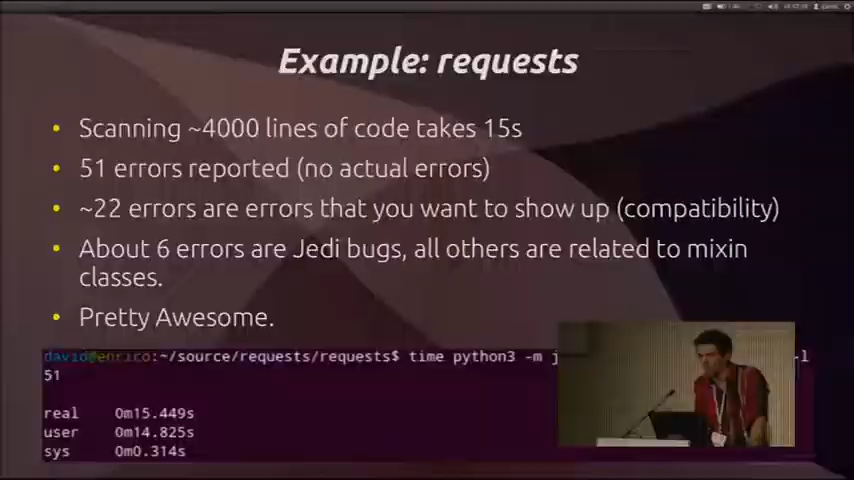 Example: requests
Scanning ~4000 lines of code takes 15s
51 errors reported (no actual errors)
~22 errors are errors that you want to show up (compatibility)
About 6 errors are Jedi bugs, all others are related to mixin
classes.
Pretty Awesome.
david@enrico:~/source/requests/requests$ time python3 -m j -l
51
real 0m15.449s
user 0m14.825s
sys 0m0.314s